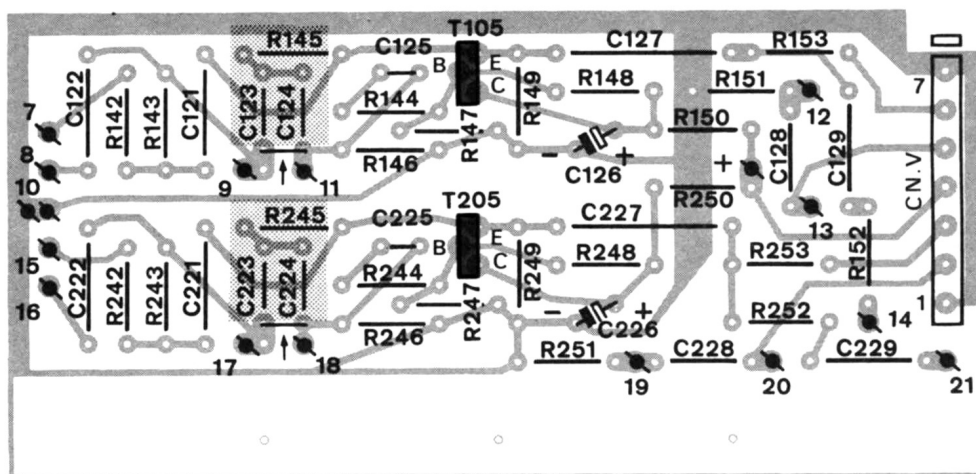 T105
R145
C125
B
E
C
C127
R153
C122
R142
R143
C121
C123
C124
R144
R147
R149
R148
R151
7
7
12
R150
8
R146
-
+
C126
+
C128
C129
CN.V
10
9
11
R250
T205
R245
C225
B
E
C
C227
13
15
C222
R242
R243
C221
C223
C224
R244
R247
R249
R248
R253
R152
16
R246
-
+
C226
R252
14
1
17
18
R251
19
C228
20
C229
21